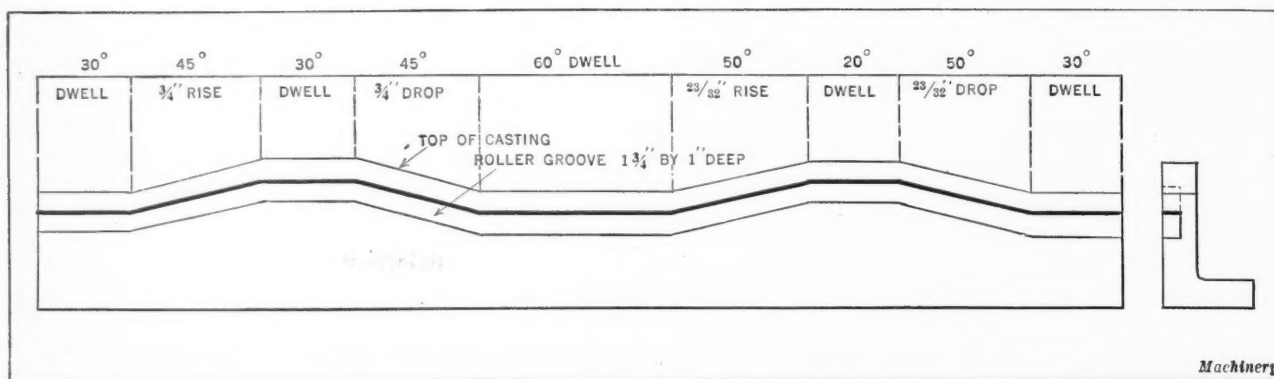 30° 45° 30° 45° 60° DWELL 50° 20° 50° 30°
DWELL ¾" RISE DWELL ¾" DROP 23/32" RISE DWELL 23/32" DROP DWELL
TOP OF CASTING
ROLLER GROOVE 1¾" BY 1" DEEP
Machinery